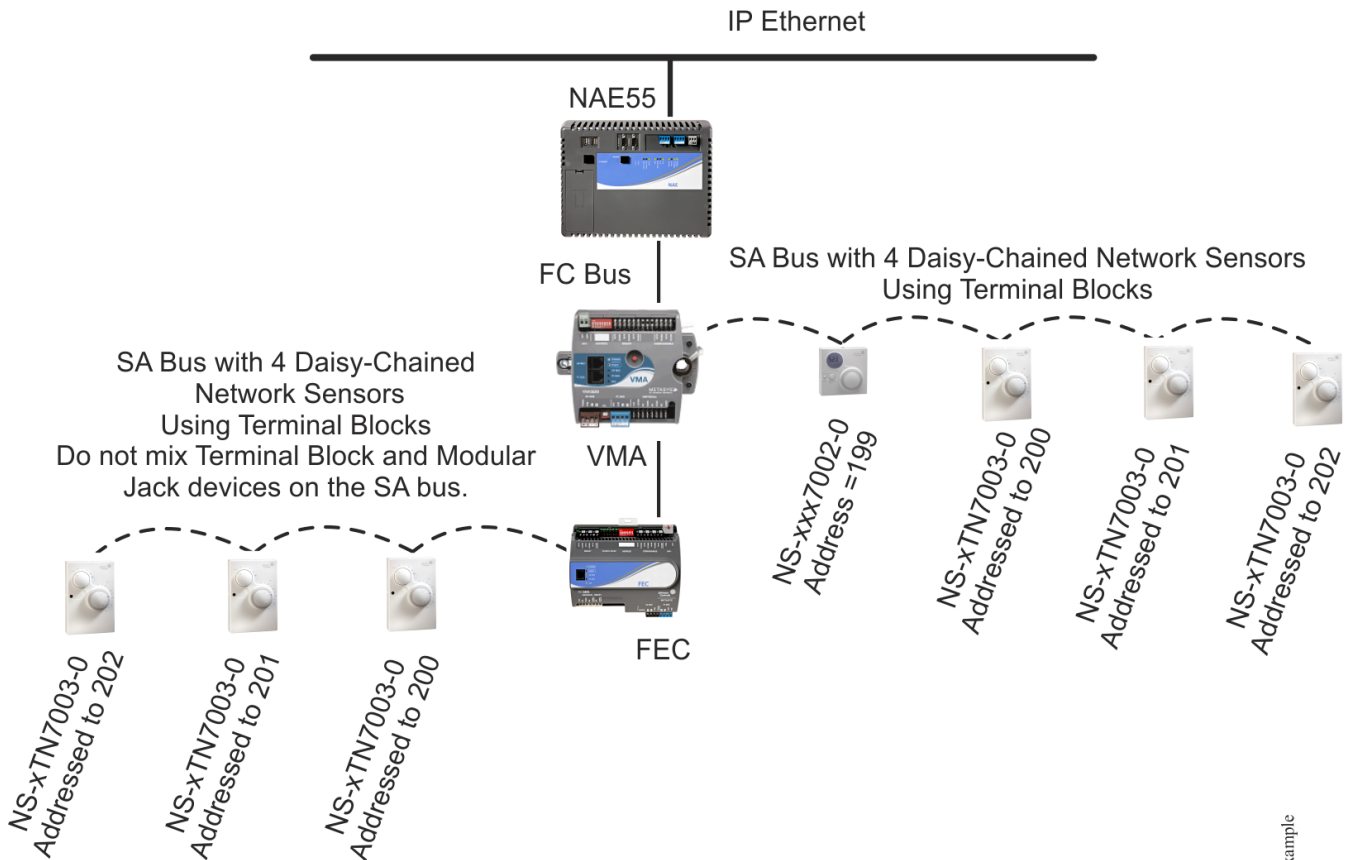 IP Ethernet
NAE55
NAE
FC Bus
SA Bus with 4 Daisy-Chained Network Sensors
Using Terminal Blocks
SA Bus with 4 Daisy-Chained
Network Sensors
Using Terminal Blocks
Do not mix Terminal Block and Modular
Jack devices on the SA bus.
VMA
METASYS
VMA
FEC
FEC
NS-xxx7002-0
Address =199
NS-xTN7003-0
Addressed to 200
NS-xTN7003-0
Addressed to 201
NS-xTN7003-0
Addressed to 202
NS-xTN7003-0
Addressed to 202
NS-xTN7003-0
Addressed to 201
NS-xTN7003-0
Addressed to 200